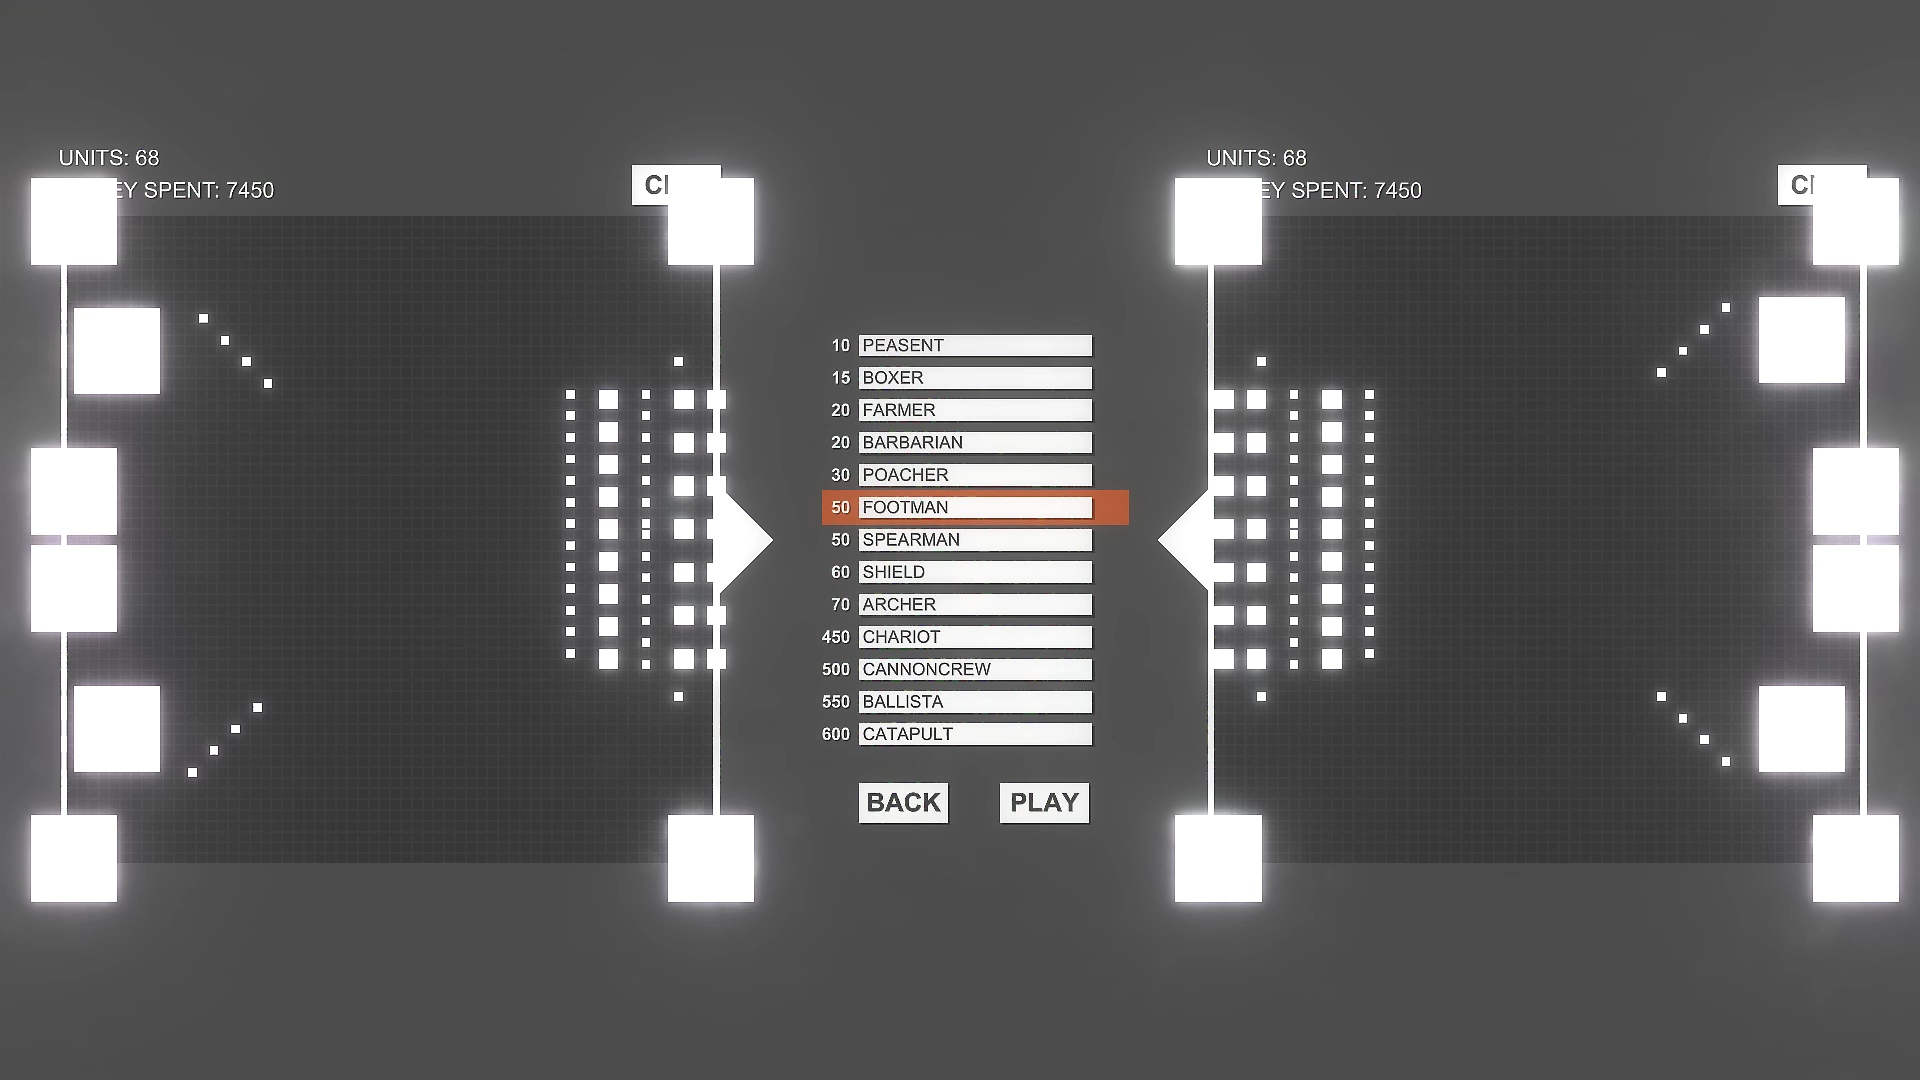 UNITS: 68
EY SPENT: 7450
UNITS: 68
EY SPENT: 7450
10 PEASENT
15 BOXER
20 FARMER
20 BARBARIAN
30 POACHER
50 FOOTMAN
50 SPEARMAN
60 SHIELD
70 ARCHER
450 CHARIOT
500 CANNONCREW
550 BALLISTA
600 CATAPULT
BACK PLAY